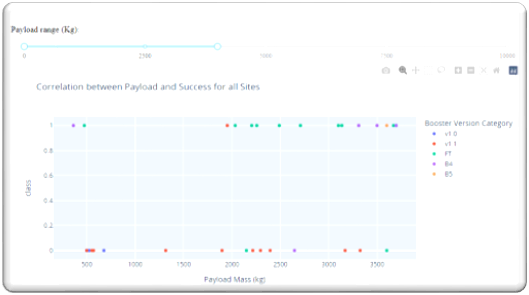 Payload range (Kg)
0 2500 5000 7500 10000
Correlation between Payload and Success for all Sites
Booster Version Category
v1.0
v1.1
FT
B4
B5
1
0.8
0.6
0.4
0.2
0
class
500 1000 1500 2000 2500 3000 3500
Payload Mass (kg)